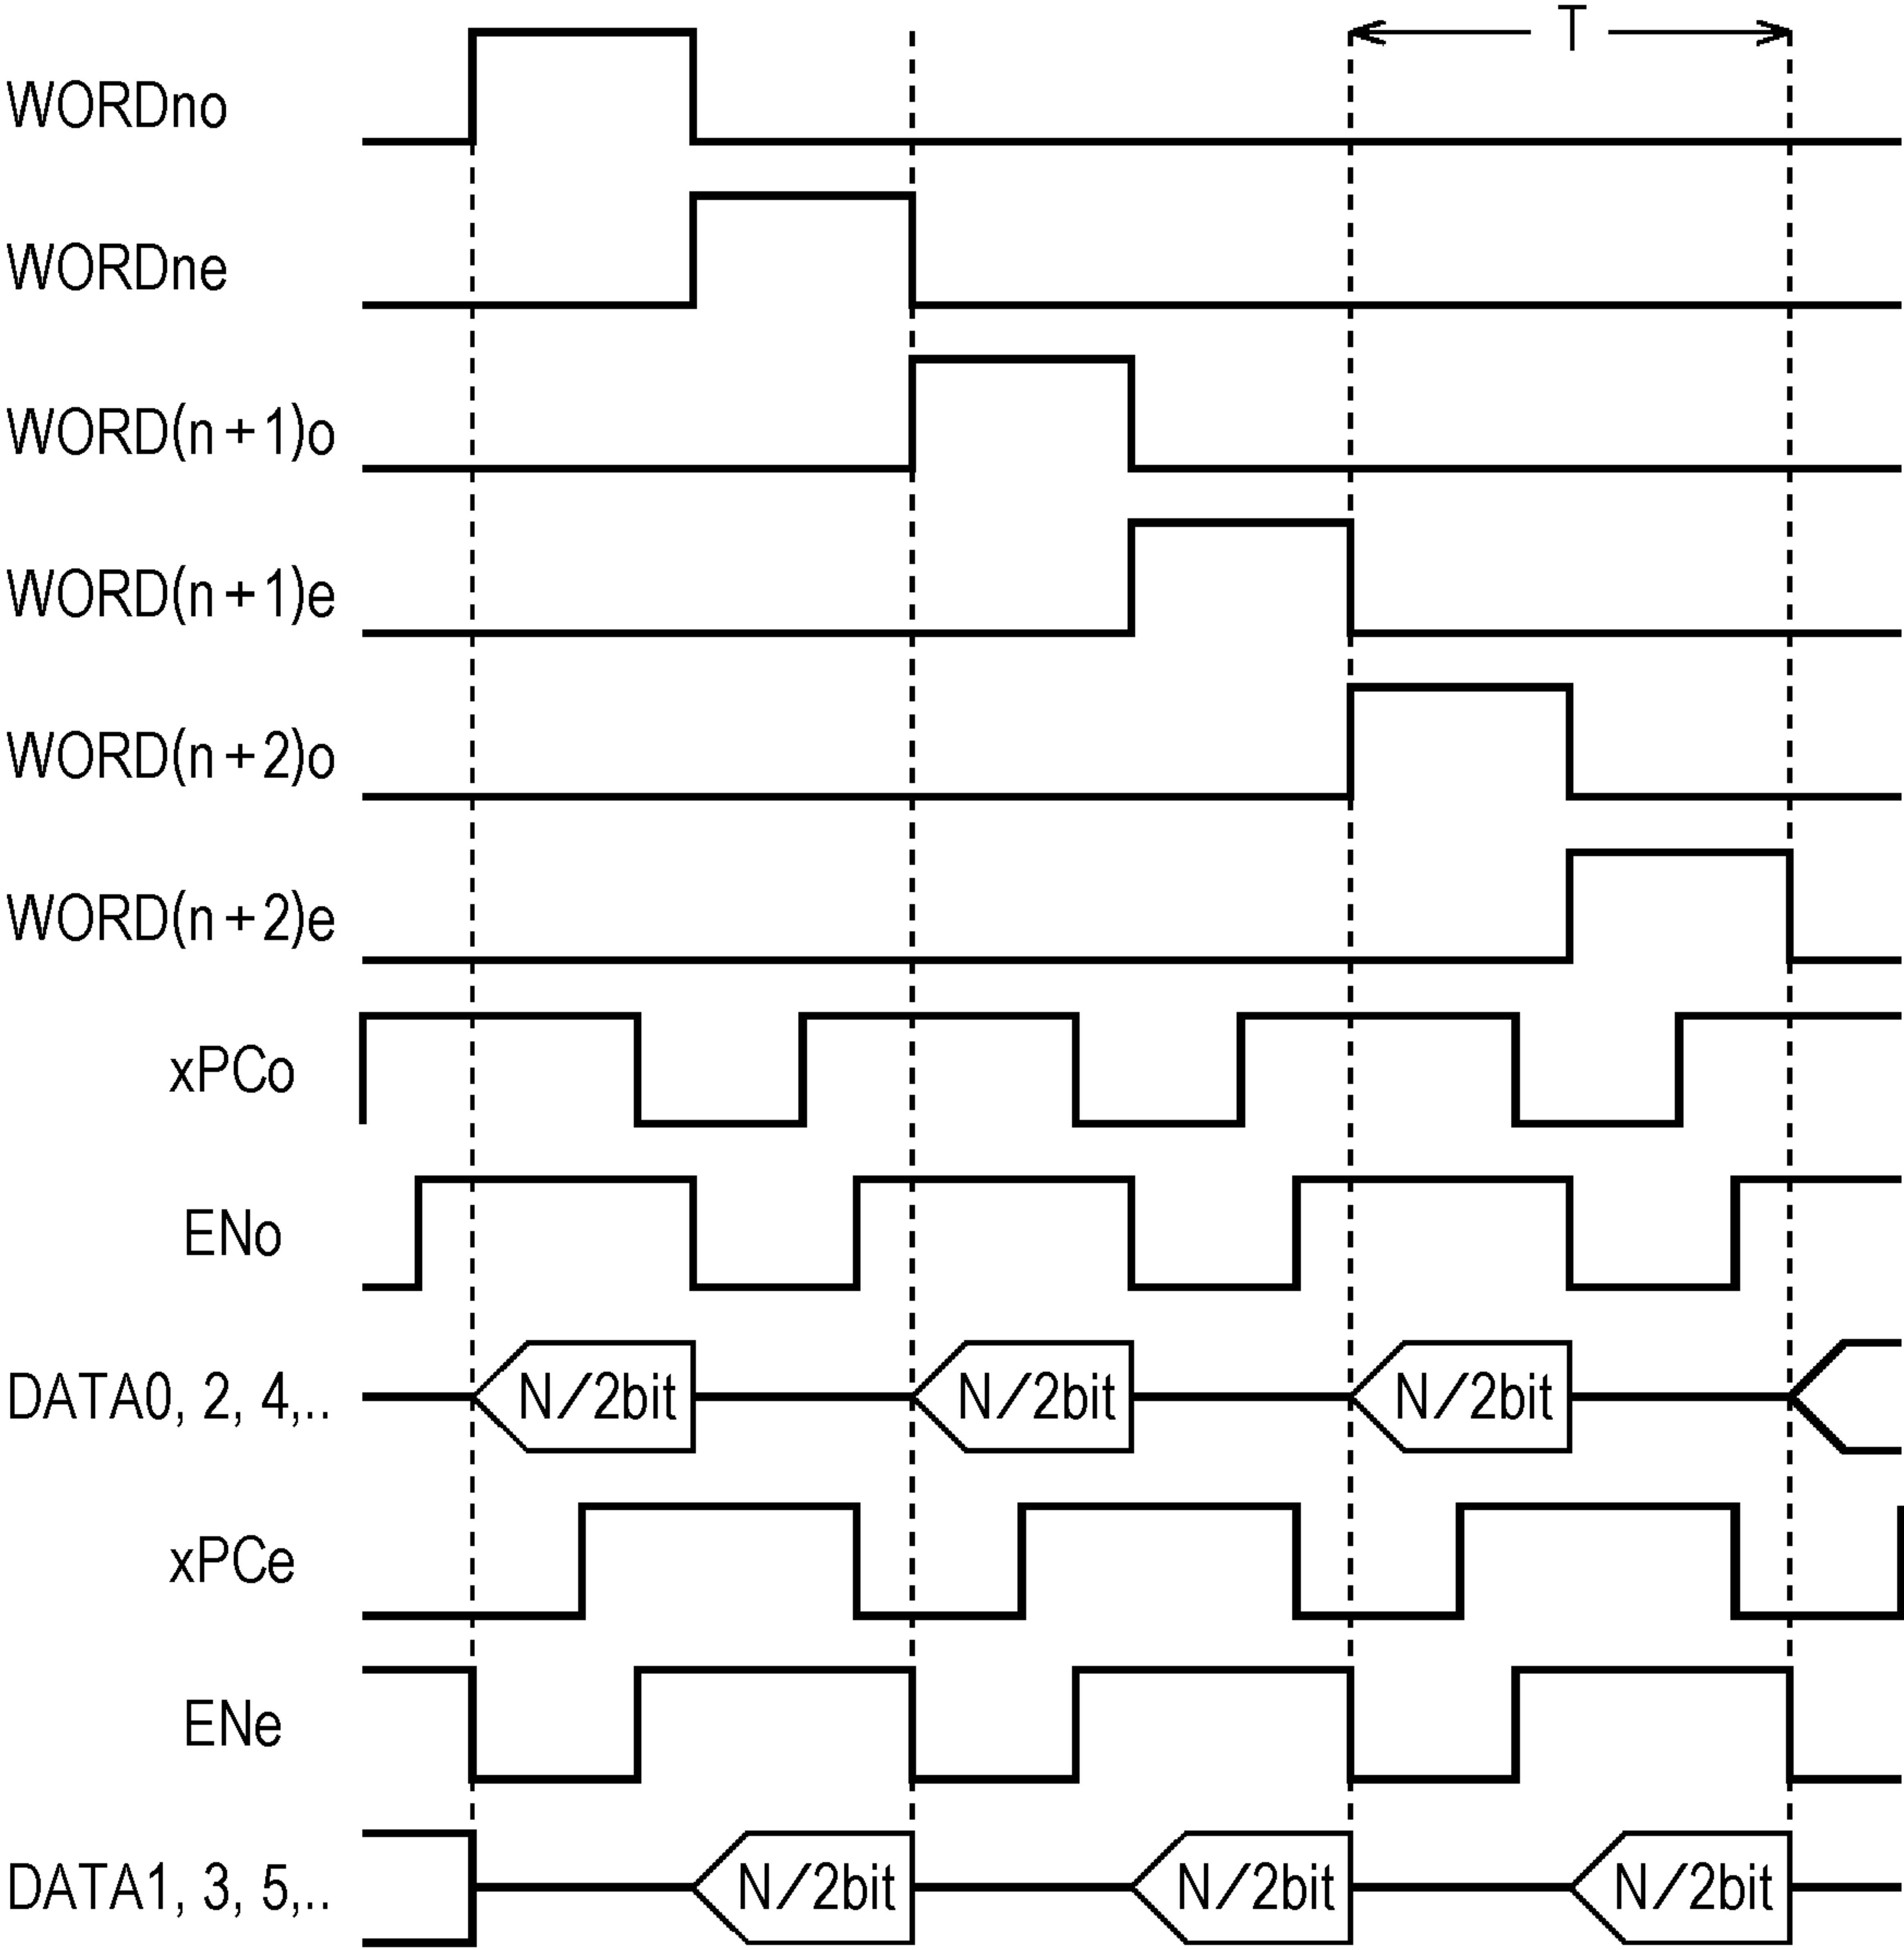 T
WORDno
WORDne
WORD(n+1)o
WORD(n+1)e
WORD(n+2)o
WORD(n+2)e
xPCo
ENo
DATA0, 2, 4,.. N/2bit N/2bit N/2bit
xPCe
ENe
DATA1, 3, 5,.. N/2bit N/2bit N/2bit